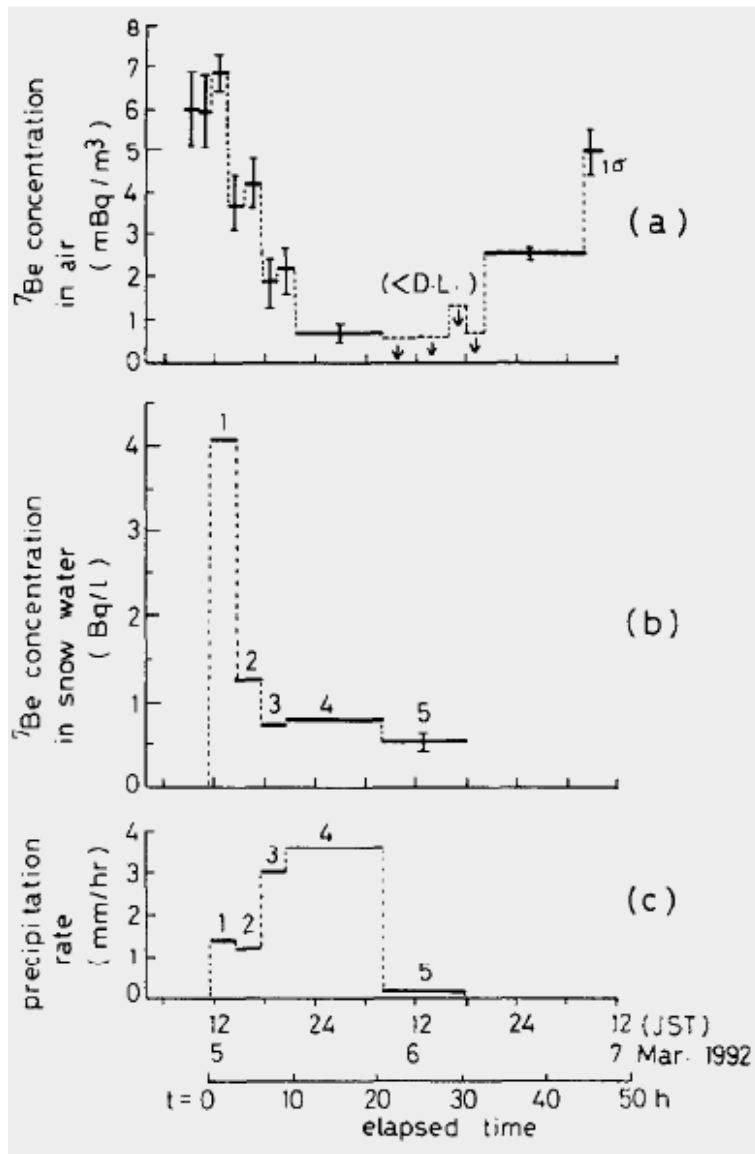 8
7
6
5
4
3
2
1
0
⁷Be concentration
in air
( mBq / m³ )
1σ
(a)
(<D.L.)
4
4
2
1
0
⁷Be concentration
in snow water
( Bq/l )
1
2
3
4
5
(b)
4
3
2
1
0
precipitation
rate
(mm/hr)
1
2
3
4
5
(c)
12 24 12 24 12 (JST)
5 6 7 Mar. 1992
t = 0 10 20 30 40 50 h
elapsed time